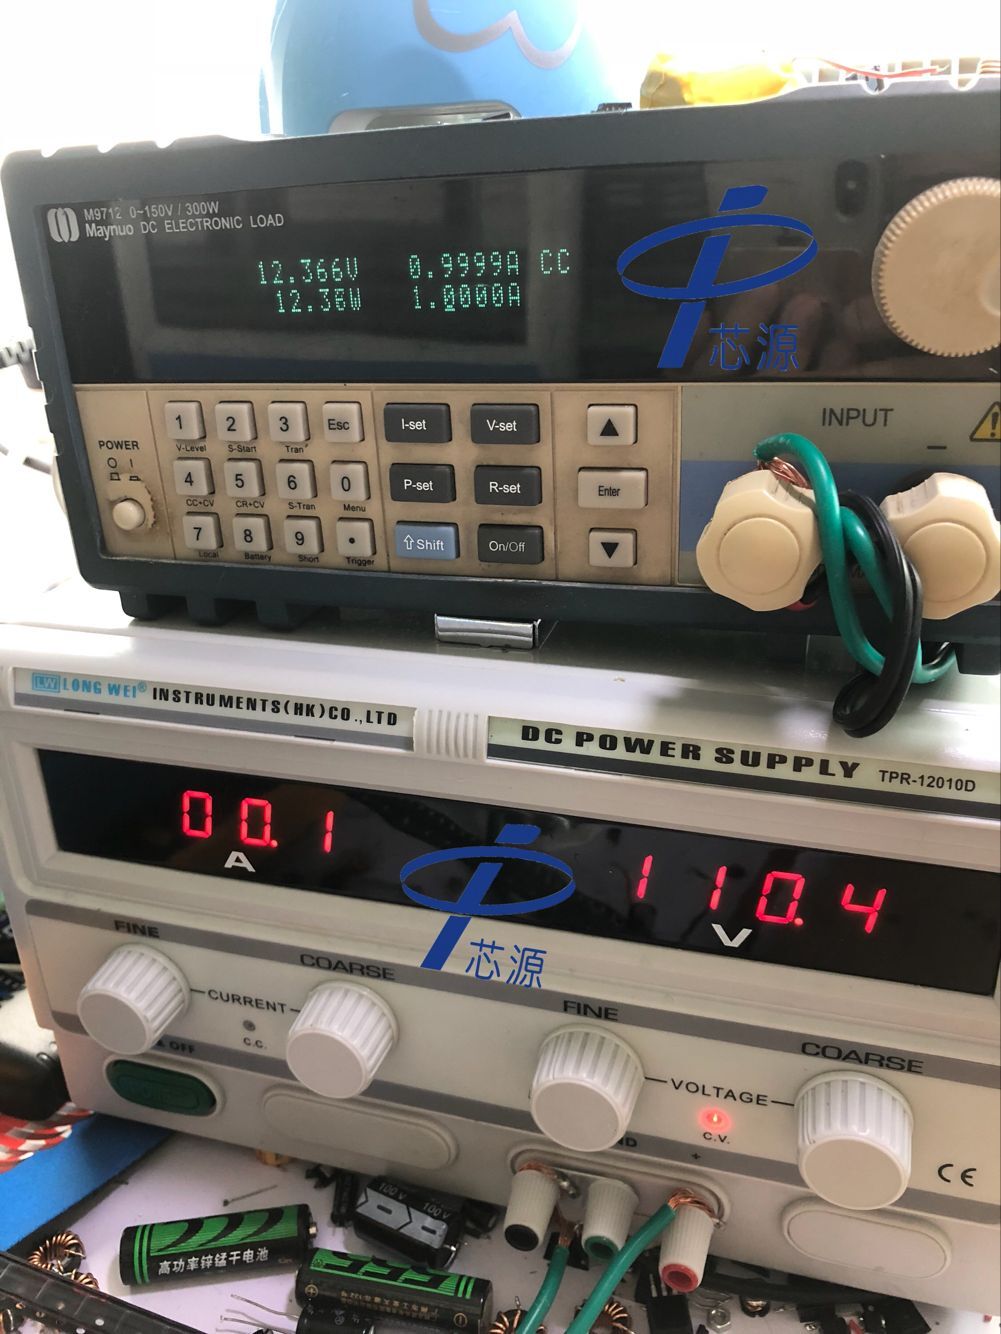 M9712 0~150V / 300W
Maynuo DC ELECTRONIC LOAD
12.366V 0.9999A CC
12.36W 1.0000A
芯源
INPUT
POWER
1 2 3 Esc
V-Level S-Start Tran
4 5 6 0
CC+CV CR+CV S-Tran Menu
7 8 9 •
Local Battery Short Trigger
I-set V-set
P-set R-set
⇧Shift On/Off
▲
Enter
▼
LW LONG WEI® INSTRUMENTS(HK)CO.,LTD
DC POWER SUPPLY TPR-12010D
00.1 110.4
A V
芯源
FINE COARSE FINE COARSE
CURRENT VOLTAGE
C.C. C.V.
OFF
+
CE
100V 100V
高功率锌锰干电池